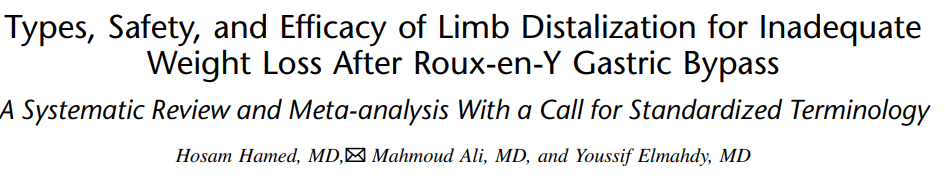 Types, Safety, and Efficacy of Limb Distalization for Inadequate
Weight Loss After Roux-en-Y Gastric Bypass
A Systematic Review and Meta-analysis With a Call for Standardized Terminology
Hosam Hamed, MD,✉ Mahmoud Ali, MD, and Youssif Elmahdy, MD